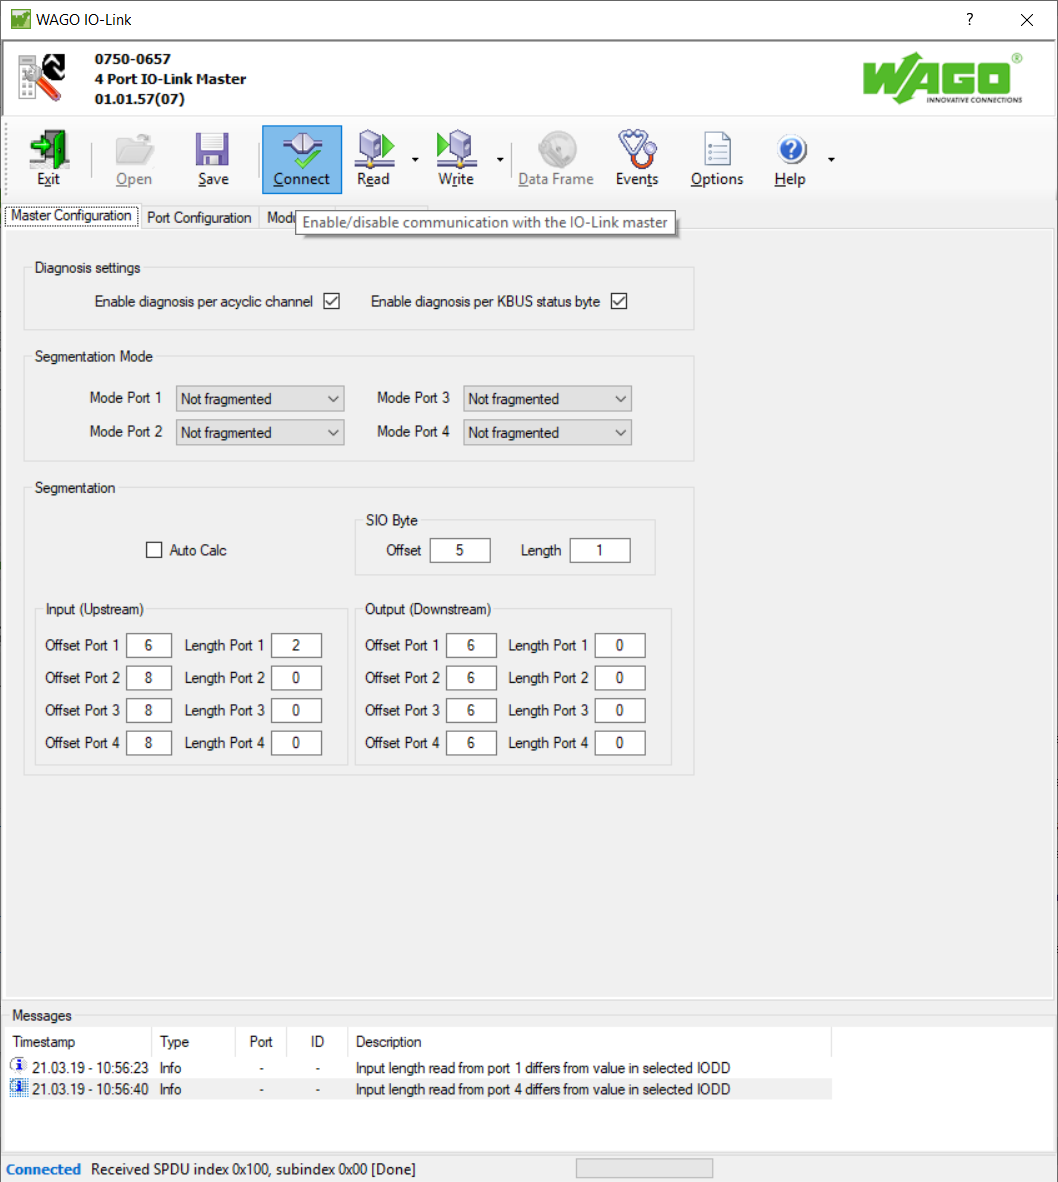 WAGO IO-Link
?
0750-0657
4 Port IO-Link Master
01.01.57(07)
WAGO®
INNOVATIVE CONNECTIONS
Exit Open Save Connect Read Write Data Frame Events Options Help
Master Configuration Port Configuration
Enable/disable communication with the IO-Link master
Diagnosis settings
Enable diagnosis per acyclic channel Enable diagnosis per KBUS status byte
Segmentation Mode
Mode Port 1 Not fragmented Mode Port 3 Not fragmented
Mode Port 2 Not fragmented Mode Port 4 Not fragmented
Segmentation
SIO Byte
Auto Calc Offset 5 Length 1
Input (Upstream) Output (Downstream)
Offset Port 1 6 Length Port 1 2 Offset Port 1 6 Length Port 1 0
Offset Port 2 8 Length Port 2 0 Offset Port 2 6 Length Port 2 0
Offset Port 3 8 Length Port 3 0 Offset Port 3 6 Length Port 3 0
Offset Port 4 8 Length Port 4 0 Offset Port 4 6 Length Port 4 0
Messages
Timestamp Type Port ID Description
21.03.19 - 10:56:23 Info - - Input length read from port 1 differs from value in selected IODD
21.03.19 - 10:56:40 Info - - Input length read from port 4 differs from value in selected IODD
Connected Received SPDU index 0x100, subindex 0x00 [Done]